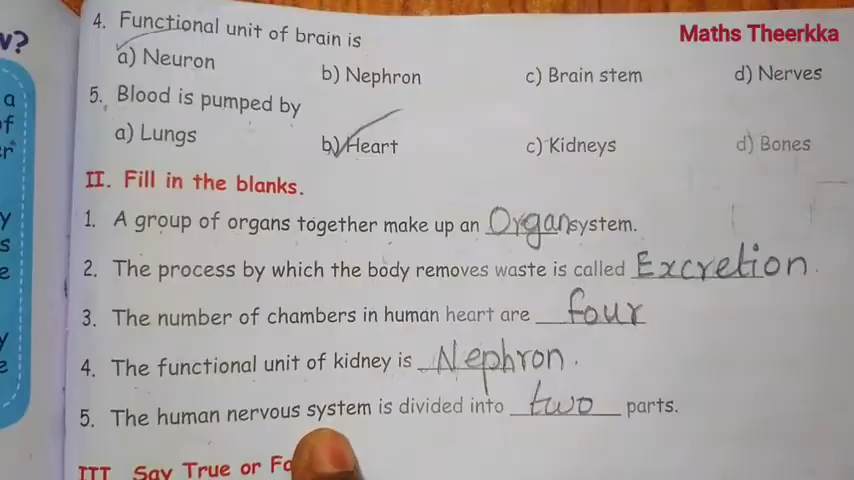 Maths Theerkka
4. Functional unit of brain is
a) Neuron b) Nephron c) Brain stem d) Nerves
5. Blood is pumped by
a) Lungs b) Heart c) Kidneys d) Bones
II. Fill in the blanks.
1. A group of organs together make up an Organ system.
2. The process by which the body removes waste is called Excretion.
3. The number of chambers in human heart are four
4. The functional unit of kidney is Nephron.
5. The human nervous system is divided into two parts.
III Say True or